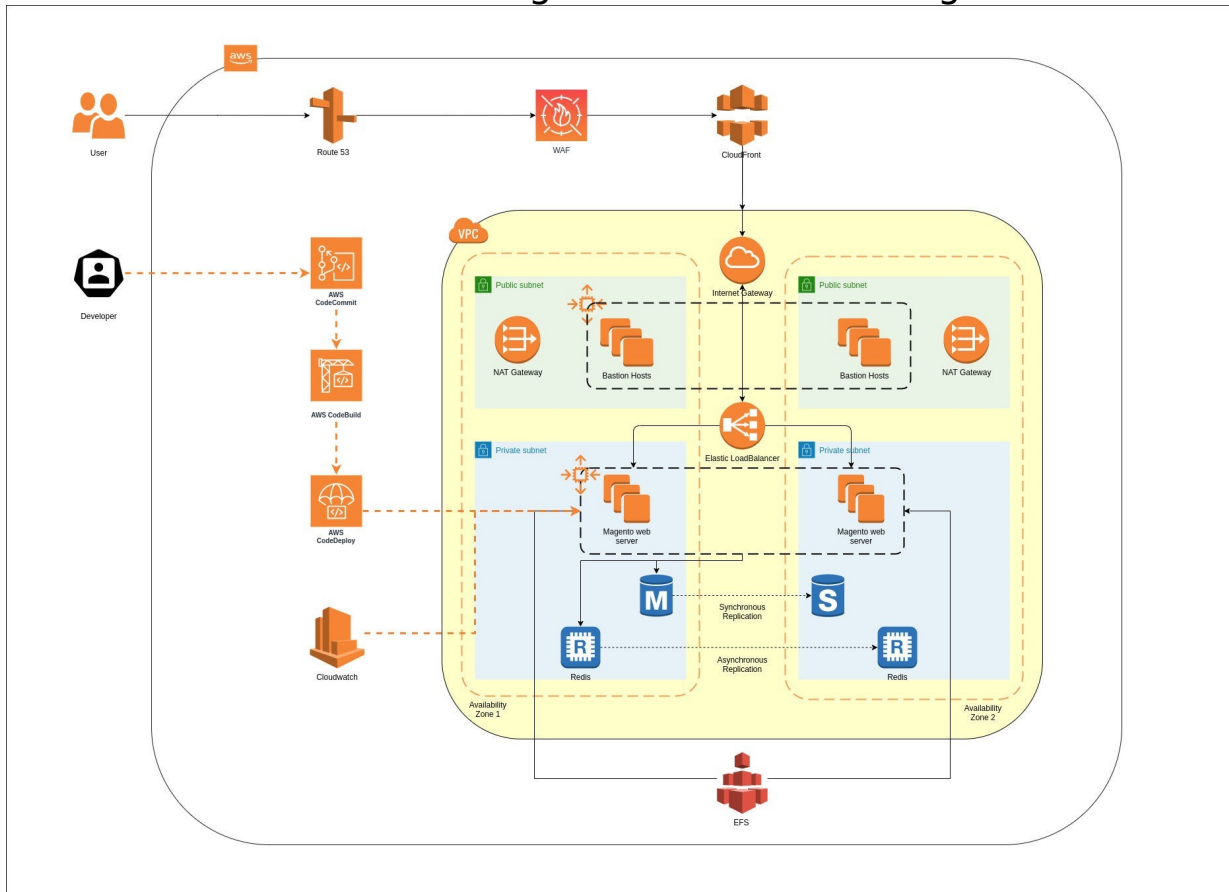 aws
User
Route 53
WAF
CloudFront
VPC
Developer
AWS
CodeCommit
Internet Gateway
Public subnet
Public subnet
NAT Gateway
Bastion Hosts
Bastion Hosts
NAT Gateway
AWS CodeBuild
Elastic LoadBalancer
Private subnet
Private subnet
AWS
CodeDeploy
Magento web
server
Magento web
server
M
S
Synchronous
Replication
R
R
Redis
Asynchronous
Replication
Redis
Cloudwatch
Availability
Zone 1
Availability
Zone 2
EFS